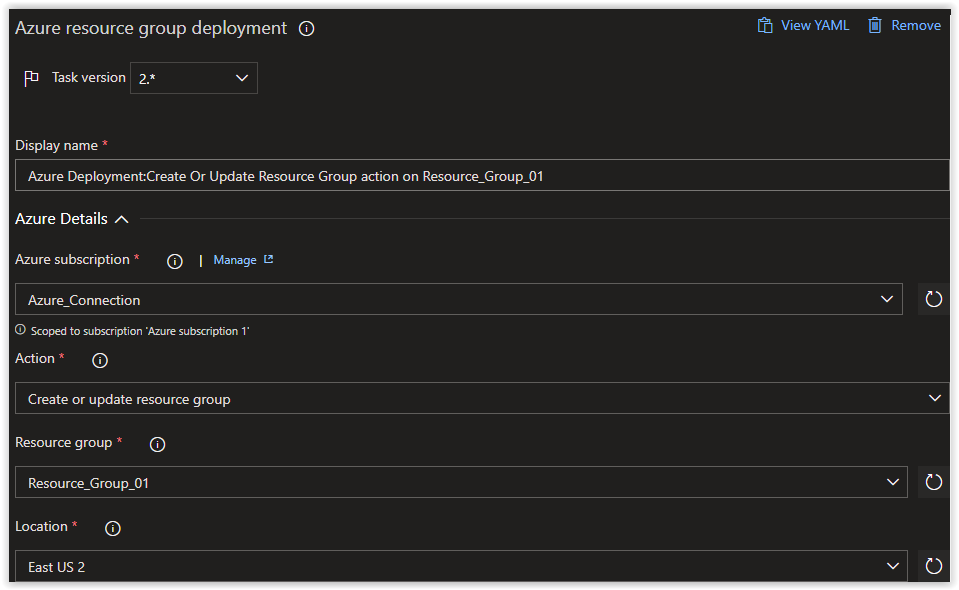 Azure resource group deployment
View YAML
Remove
Task version
2.*
Display name *
Azure Deployment:Create Or Update Resource Group action on Resource_Group_01
Azure Details
Azure subscription *
| Manage
Azure_Connection
Scoped to subscription 'Azure subscription 1'
Action *
Create or update resource group
Resource group *
Resource_Group_01
Location *
East US 2